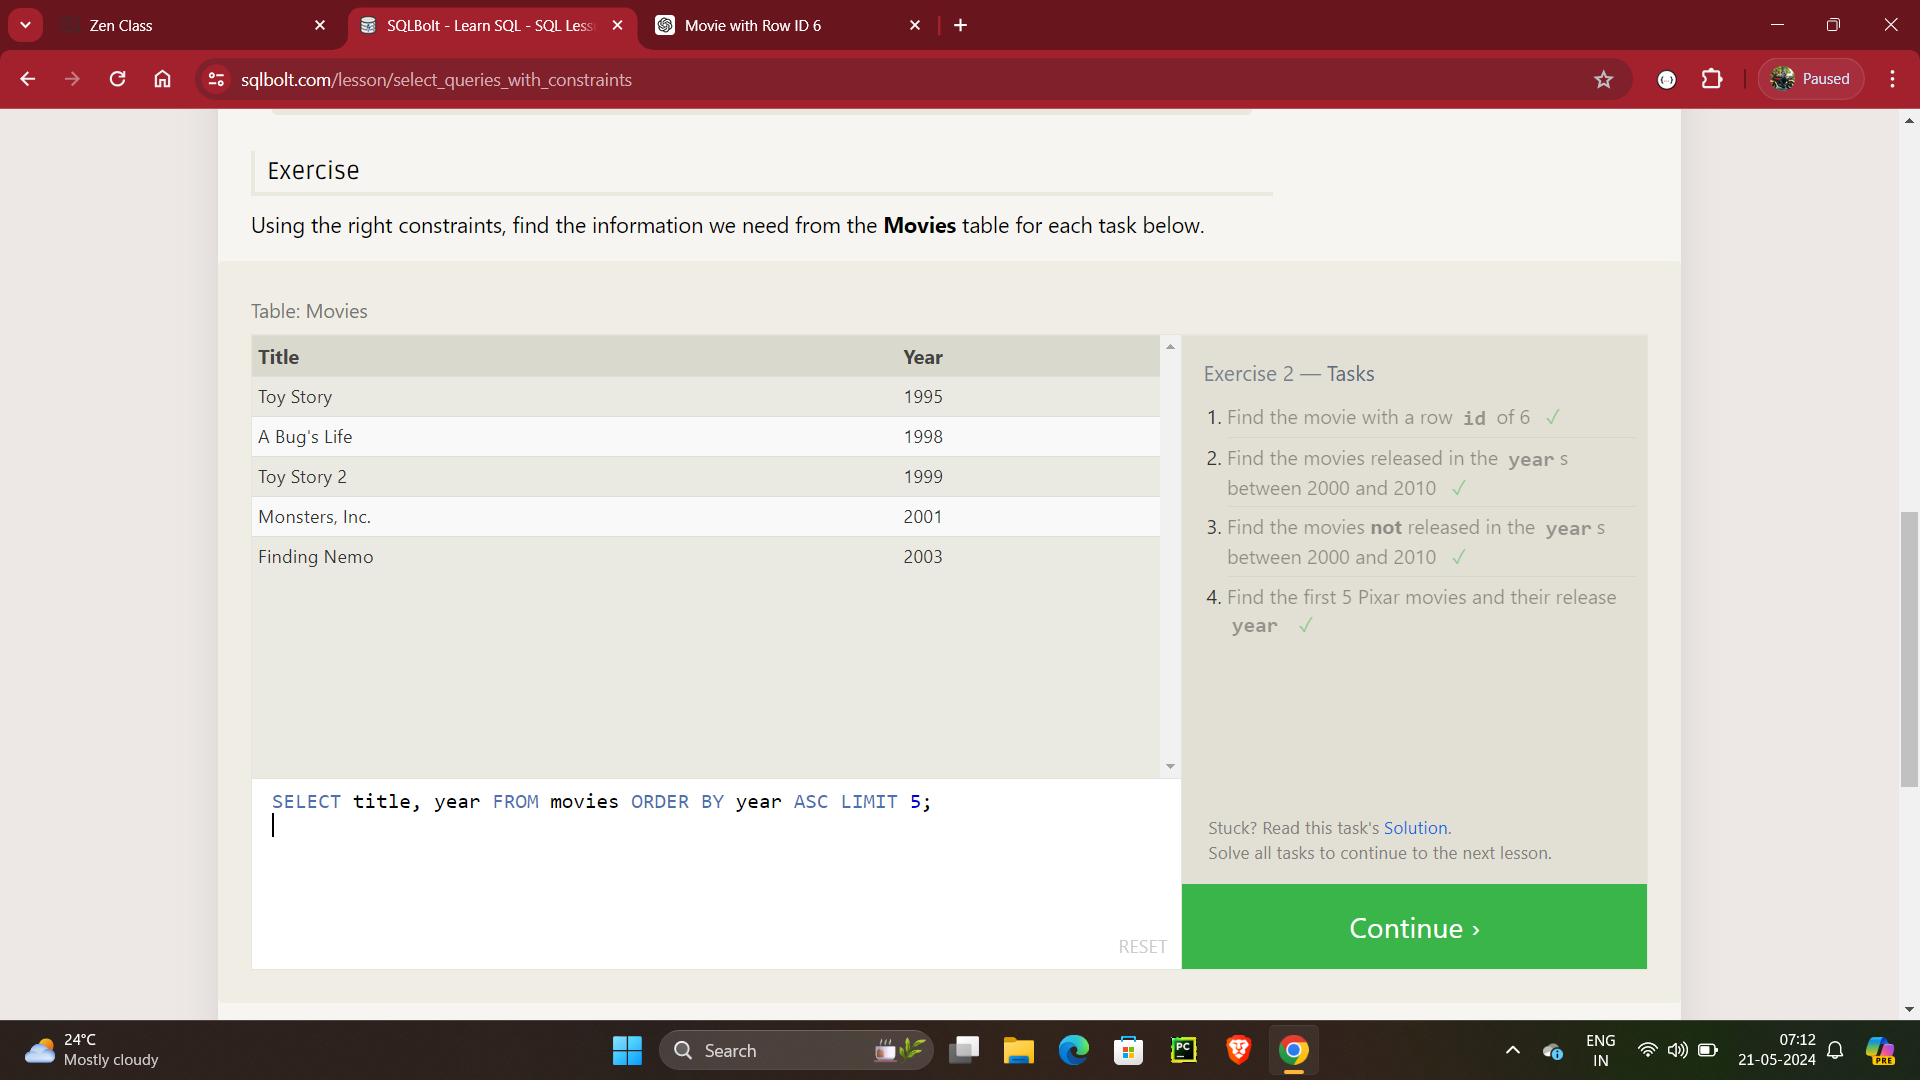 Zen Class
SQLBolt - Learn SQL - SQL Less
Movie with Row ID 6
sqlbolt.com/lesson/select_queries_with_constraints
Paused
Exercise
Using the right constraints, find the information we need from the Movies table for each task below.
Table: Movies
Title Year
Toy Story 1995
A Bug's Life 1998
Toy Story 2 1999
Monsters, Inc. 2001
Finding Nemo 2003
Exercise 2 — Tasks
1. Find the movie with a row id of 6 ✓
2. Find the movies released in the year s
between 2000 and 2010 ✓
3. Find the movies not released in the year s
between 2000 and 2010 ✓
4. Find the first 5 Pixar movies and their release
year ✓
SELECT title, year FROM movies ORDER BY year ASC LIMIT 5;
RESET
Stuck? Read this task's Solution.
Solve all tasks to continue to the next lesson.
Continue ›
24°C
Mostly cloudy
Search
PC
ENG
IN
07:12
21-05-2024
PRE